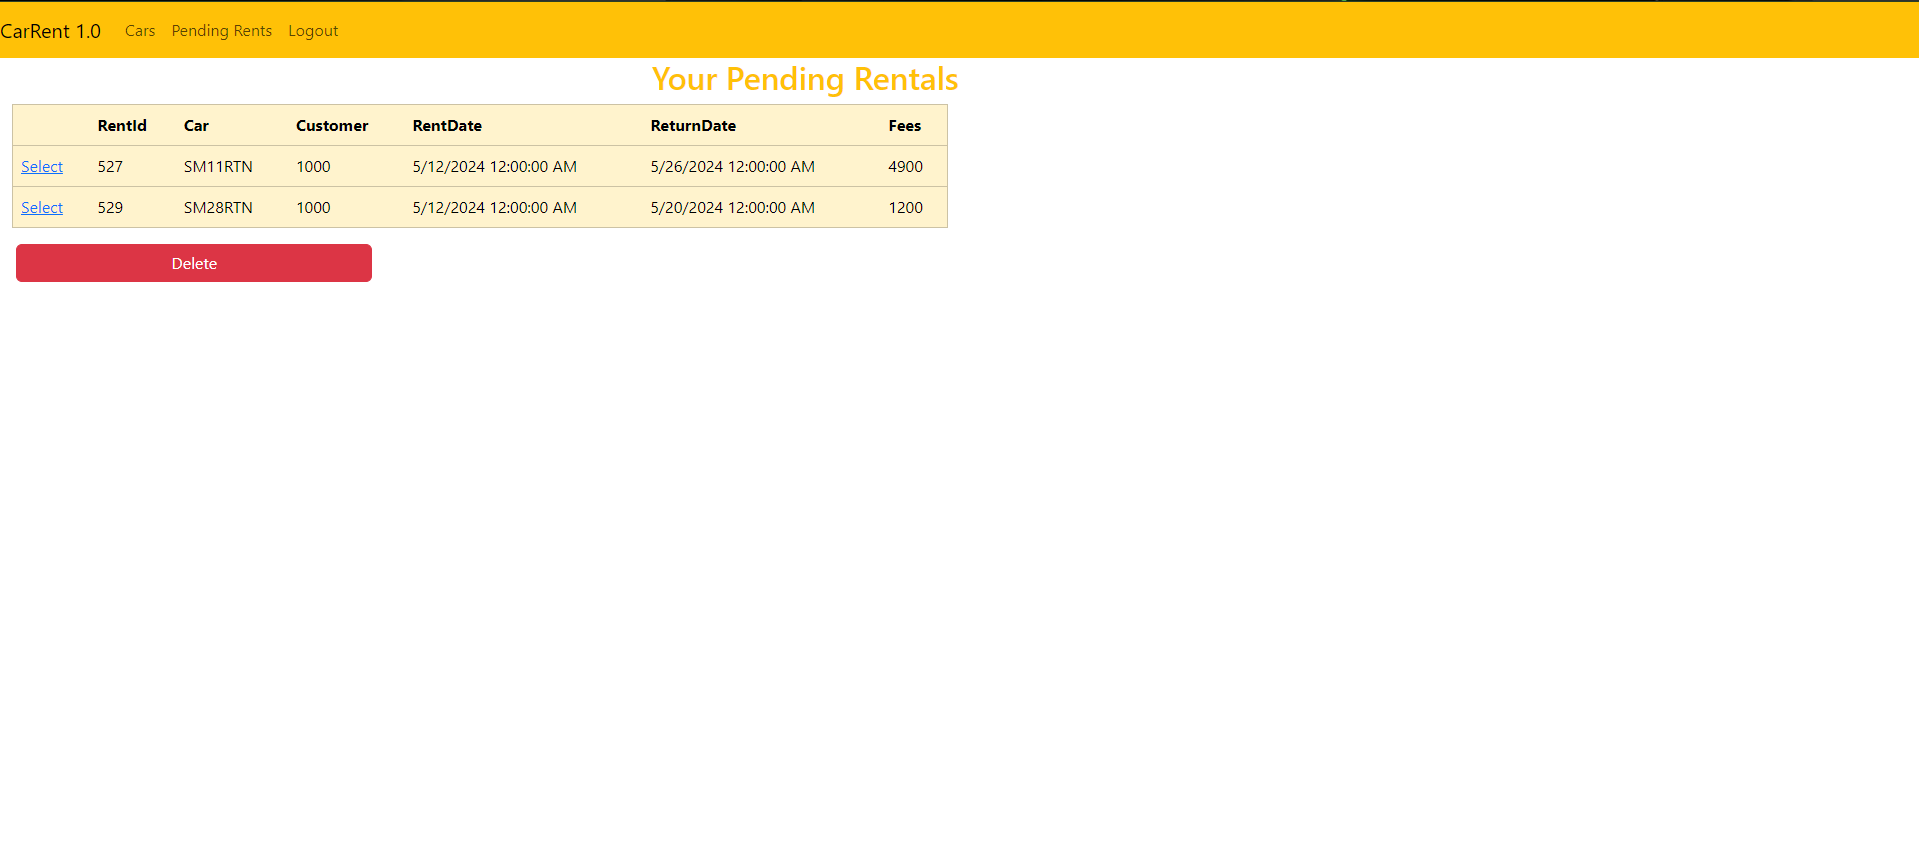 CarRent 1.0 Cars Pending Rents Logout
Your Pending Rentals
RentId Car Customer RentDate ReturnDate Fees
Select 527 SM11RTN 1000 5/12/2024 12:00:00 AM 5/26/2024 12:00:00 AM 4900
Select 529 SM28RTN 1000 5/12/2024 12:00:00 AM 5/20/2024 12:00:00 AM 1200
Delete